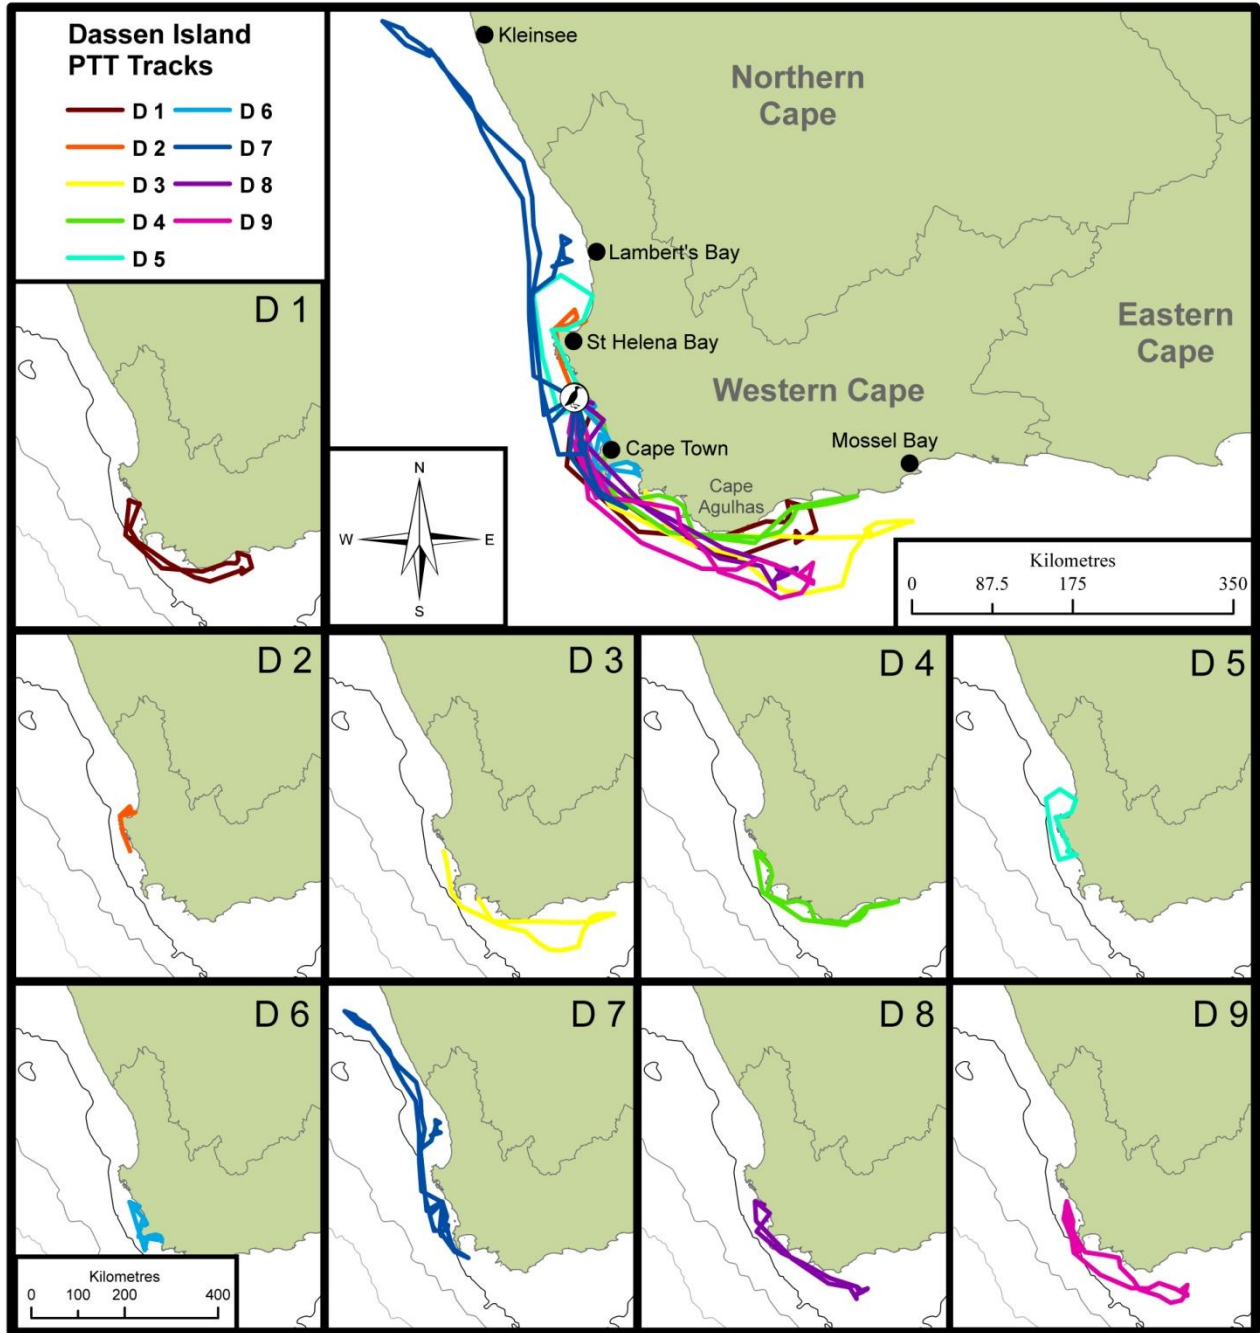 Dassen Island
PTT Tracks
D 1
D 6
D 2
D 7
D 3
D 8
D 4
D 9
D 5
Kleinsee
Northern
Cape
Lambert's Bay
St Helena Bay
Eastern
Cape
Western Cape
Cape Town
Mossel Bay
Cape
Agulhas
N
W
E
S
Kilometres
0 87.5 175 350
D 1
D 2
D 3
D 4
D 5
D 6
D 7
D 8
D 9
Kilometres
0 100 200 400